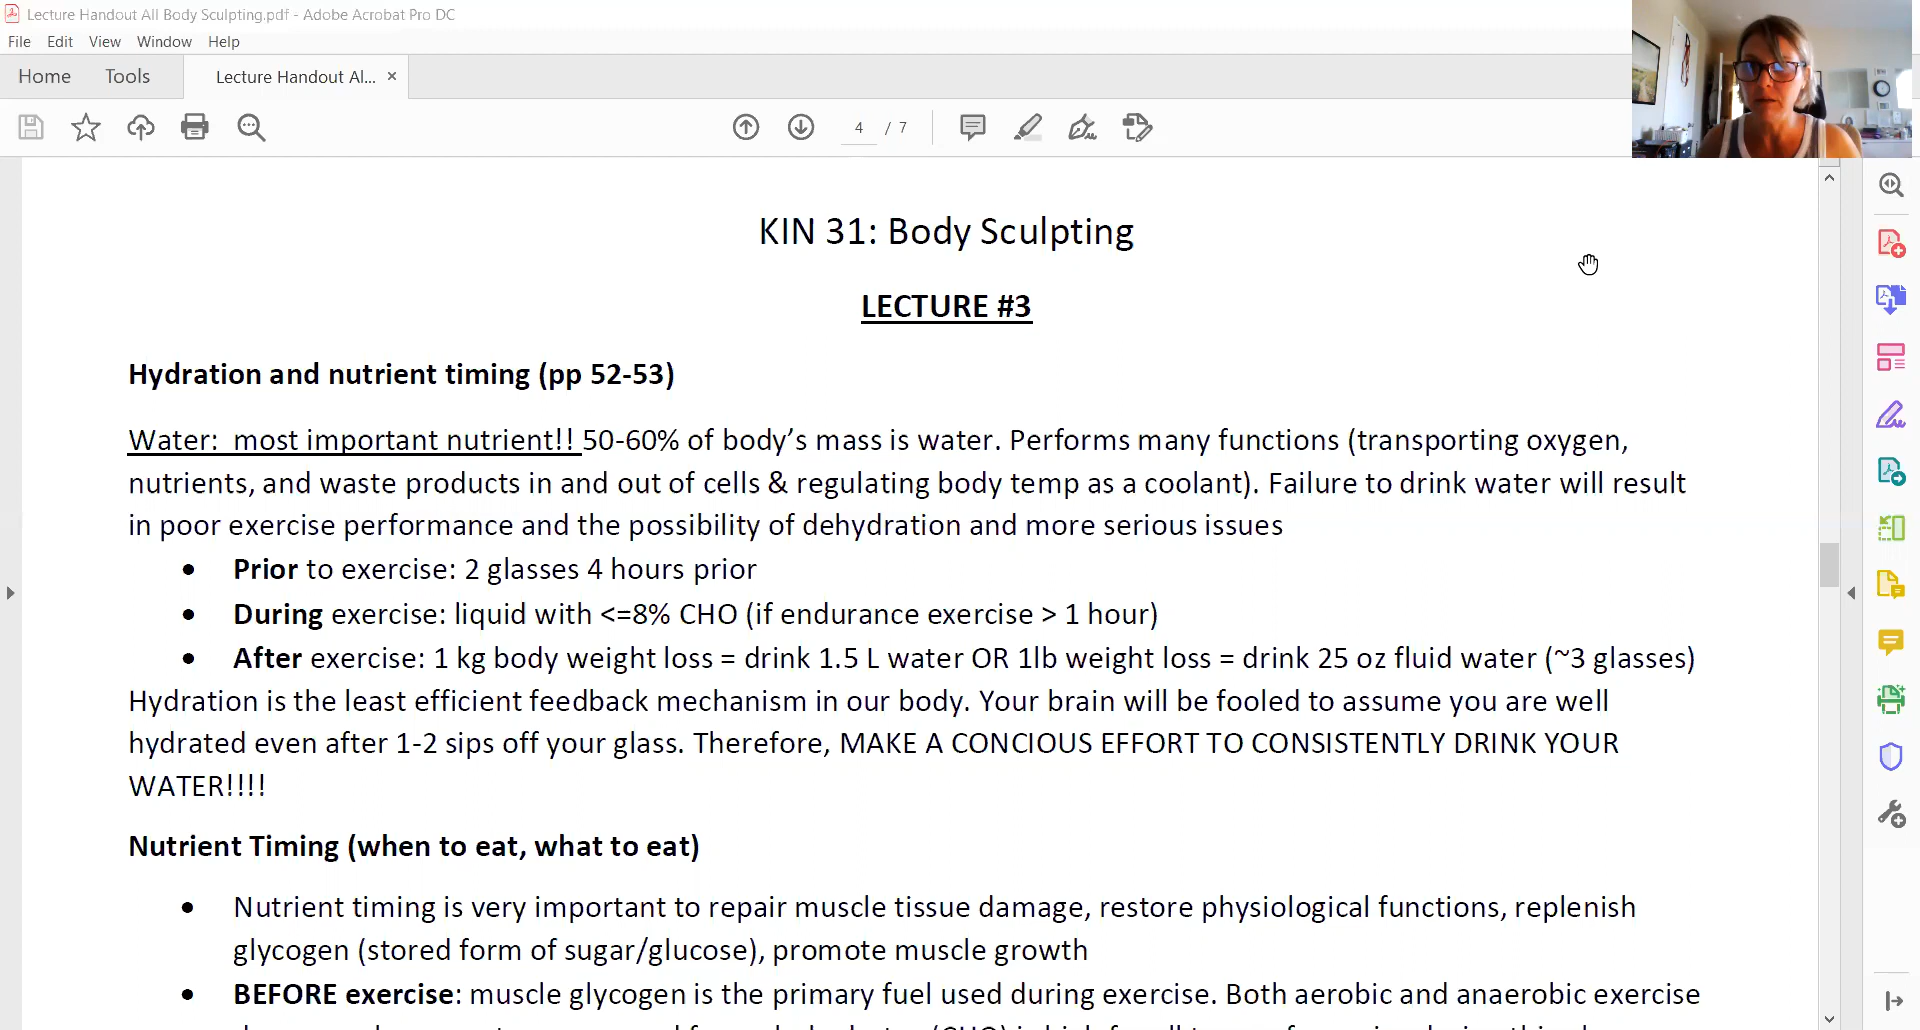 Lecture Handout All Body Sculpting.pdf - Adobe Acrobat Pro DC
File Edit View Window Help
Home Tools Lecture Handout Al... ×
4 / 7
KIN 31: Body Sculpting
LECTURE #3
Hydration and nutrient timing (pp 52-53)
Water:  most important nutrient!! 50-60% of body’s mass is water. Performs many functions (transporting oxygen,
nutrients, and waste products in and out of cells & regulating body temp as a coolant). Failure to drink water will result
in poor exercise performance and the possibility of dehydration and more serious issues
• Prior to exercise: 2 glasses 4 hours prior
• During exercise: liquid with <=8% CHO (if endurance exercise > 1 hour)
• After exercise: 1 kg body weight loss = drink 1.5 L water OR 1lb weight loss = drink 25 oz fluid water (~3 glasses)
Hydration is the least efficient feedback mechanism in our body. Your brain will be fooled to assume you are well
hydrated even after 1-2 sips off your glass. Therefore, MAKE A CONCIOUS EFFORT TO CONSISTENTLY DRINK YOUR
WATER!!!!
Nutrient Timing (when to eat, what to eat)
• Nutrient timing is very important to repair muscle tissue damage, restore physiological functions, replenish
glycogen (stored form of sugar/glucose), promote muscle growth
• BEFORE exercise: muscle glycogen is the primary fuel used during exercise. Both aerobic and anaerobic exercise